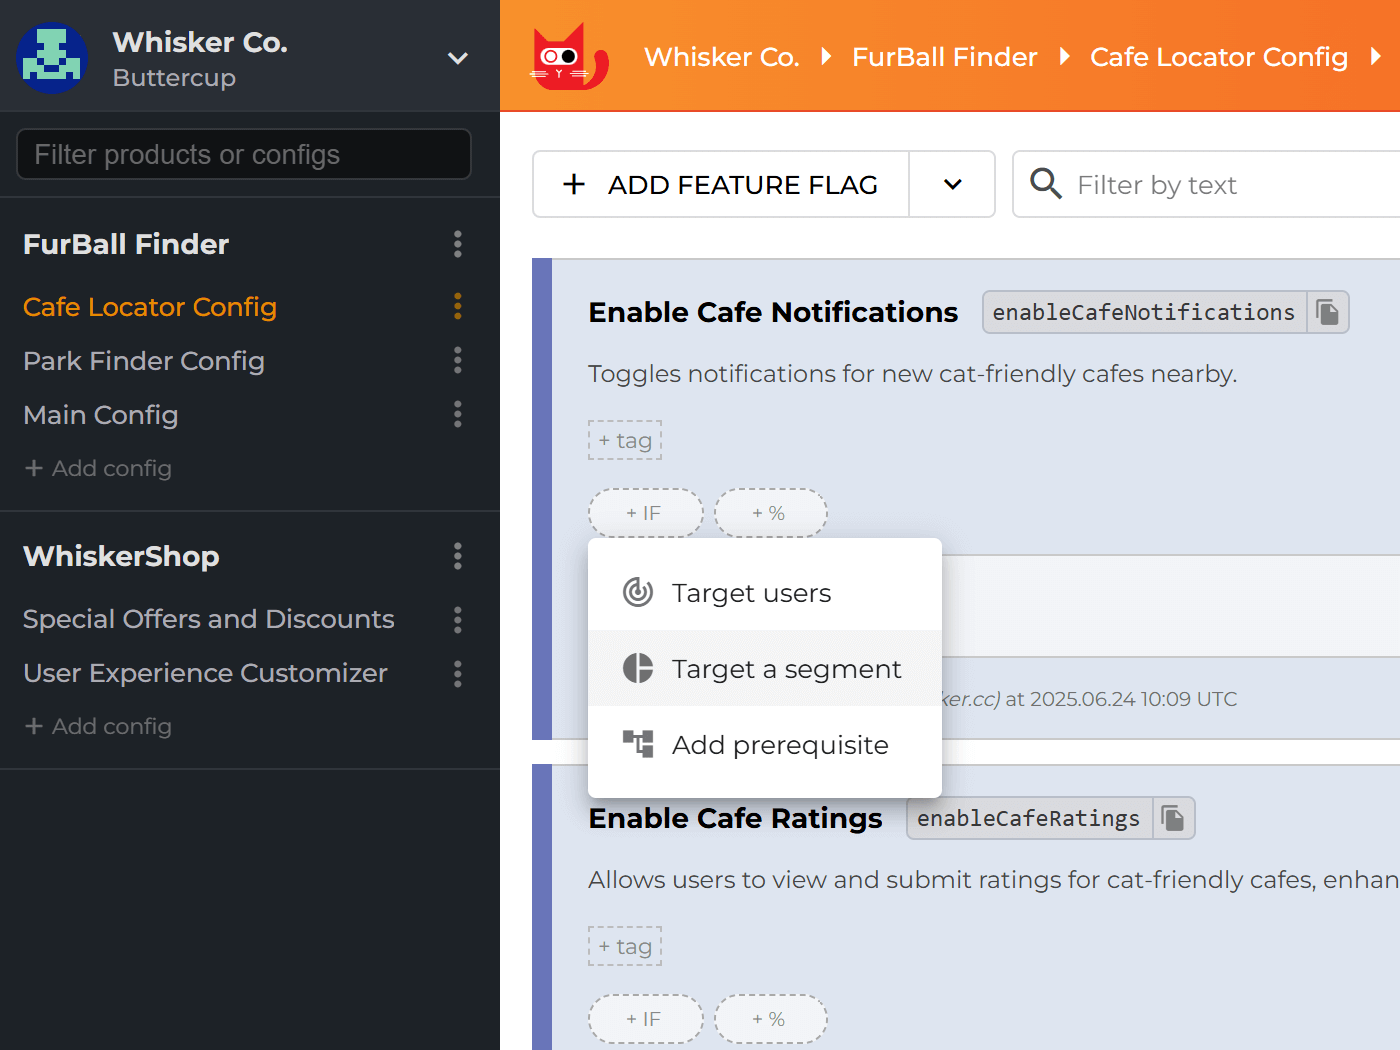 Whisker Co.
Buttercup
Filter products or configs
FurBall Finder
Cafe Locator Config
Park Finder Config
Main Config
+ Add config
WhiskerShop
Special Offers and Discounts
User Experience Customizer
+ Add config
Whisker Co. FurBall Finder Cafe Locator Config
+ ADD FEATURE FLAG
Filter by text
Enable Cafe Notifications enableCafeNotifications
Toggles notifications for new cat-friendly cafes nearby.
+ tag
+ IF + %
Target users
Target a segment
Add prerequisite
ker.cc) at 2025.06.24 10:09 UTC
Enable Cafe Ratings enableCafeRatings
Allows users to view and submit ratings for cat-friendly cafes, enhan
+ tag
+ IF + %